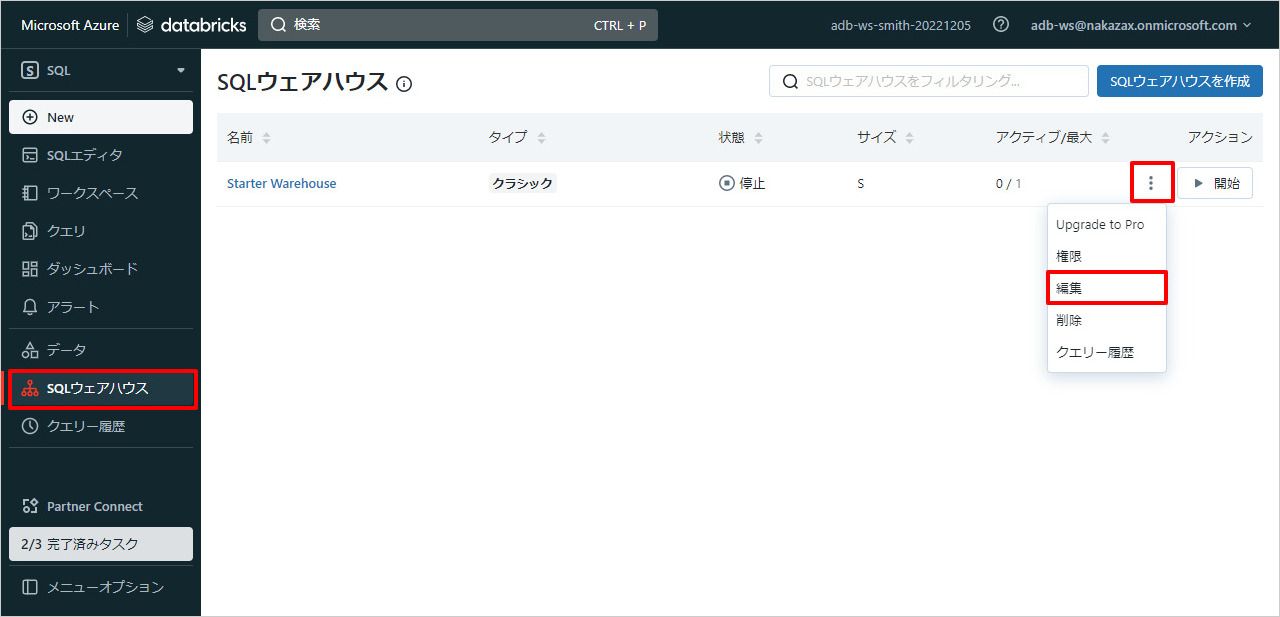 Microsoft Azure databricks 検索 CTRL + P adb-ws-smith-20221205 adb-ws@nakazax.onmicrosoft.com
SQL
New
SQLエディタ
ワークスペース
クエリ
ダッシュボード
アラート
データ
SQLウェアハウス
クエリー履歴
Partner Connect
2/3 完了済みタスク
メニューオプション
SQLウェアハウス
SQLウェアハウスをフィルタリング...
SQLウェアハウスを作成
名前 タイプ 状態 サイズ アクティブ/最大 アクション
Starter Warehouse クラシック 停止 S 0 / 1 開始
Upgrade to Pro
権限
編集
削除
クエリー履歴